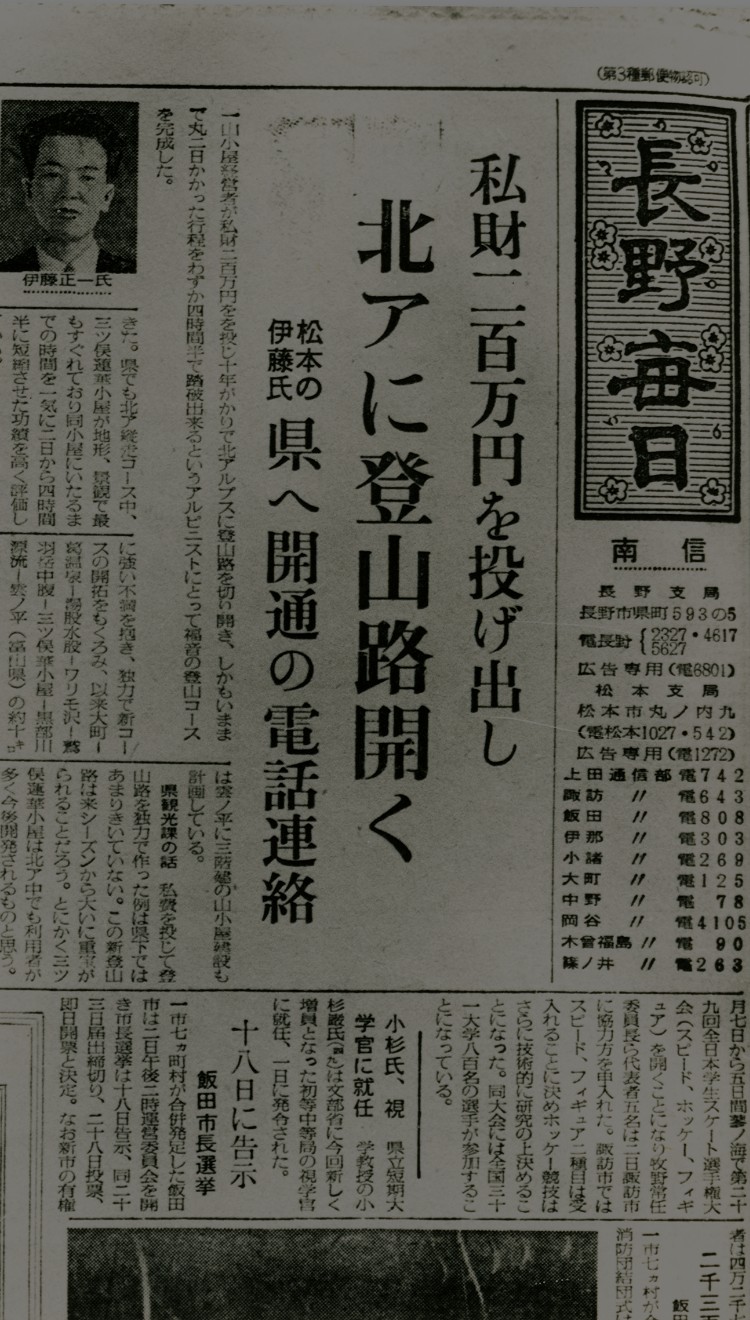 (第3種郵便物認可)
長野毎日
南信
長野支局
長野市県町593の5
電長野{2327・4617
5627
広告専用(電6801)
松本支局
松本市丸ノ内九
(電松本1027・542)
広告専用(電1272)
上田通信部 電742
諏訪 〃 電643
飯田 〃 電808
伊那 〃 電303
小諸 〃 電269
大町 〃 電125
中野 〃 電78
岡谷 〃 電4105
木曾福島〃 電90
篠ノ井 〃 電263
私財二百万円を投げ出し
北アに登山路開く
松本の
伊藤氏
県へ開通の電話連絡
一山小屋経営者が私財二百万円をを投じ十年がかりで北アルプスに登山路を切り開き、しかもいまま
で丸二日かかった行程をわずか四時間半で踏破出来るというアルピニストにとって福音の登山コース
を完成した。
伊藤正一氏
きた。県でも北ア縦走コース中、
三ツ俣蓮華小屋が地形、景観で最
もすぐれており同小屋にいたるま
での時間を一気に二日から四時間
半に短縮させた功績を高く評価し
に強い不満を抱き、独力で新コー
スの開拓をもくろみ、以来大町―
葛温泉―湯股水股―ワリモ沢―鷲
羽岳中腹―三ツ俣華小屋―黒部川
源流―雲ノ平(富山県)の約十㌔
は雲ノ平に三階建の山小屋建設も
計画している。
県観光課の話 私費を投じて登
山路を独力で作った例は県下では
あまりきいていない。この新登山
路は来シーズンから大いに重宝が
られることだろう。とにかく三ツ
俣蓮華小屋は北ア中でも利用者が
多く今後開発されるものと思う。
月七日から五日間蓼ノ海で第二十
九回全日本学生スケート選手権大
会(スピード、ホッケー、フィギ
ュア)を開くことになり牧野常任
委員長ら代表者五名は二日諏訪市
に協力方を申入れた。諏訪市では
スピード、フィギュア二種目は受
入れることに決めホッケー競技は
さらに技術的に研究の上決めるこ
とになった。同大会には全国三十
一大学八百名の選手が参加するこ
とになっている。
小杉氏、視
学官に就任
県立短期大
学教授の小
杉巌氏は文部省に今回新しく
増員となった初等中等局の視学官
に就任、一日に発令された。
十八日に告示
飯田市長選挙
一市七ヵ町村が合併発足した飯田
市は二日午後二時運営委員会を開
き市長選挙は十八日告示、同二十
三日届出締切り、二十八日投票、
即日開票と決定。なお新市の有権
者は四万二千七
二千三百
飯田
一市七ヵ村が合
消防団結団式は